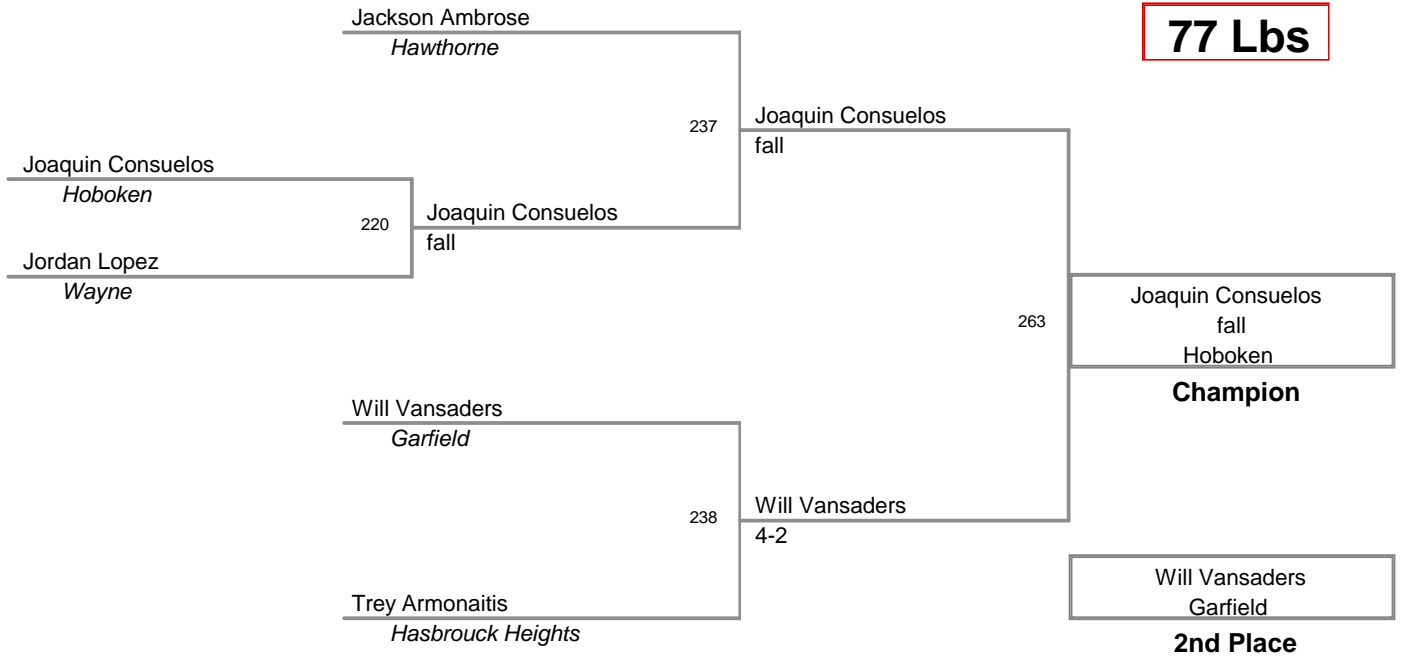 Jackson Ambrose
Hawthorne
77 Lbs
237
Joaquin Consuelos
fall
Joaquin Consuelos
Hoboken
220
Joaquin Consuelos
fall
Jordan Lopez
Wayne
263
Joaquin Consuelos
fall
Hoboken
Champion
Will Vansaders
Garfield
238
Will Vansaders
4-2
Trey Armonaitis
Hasbrouck Heights
Will Vansaders
Garfield
2nd Place